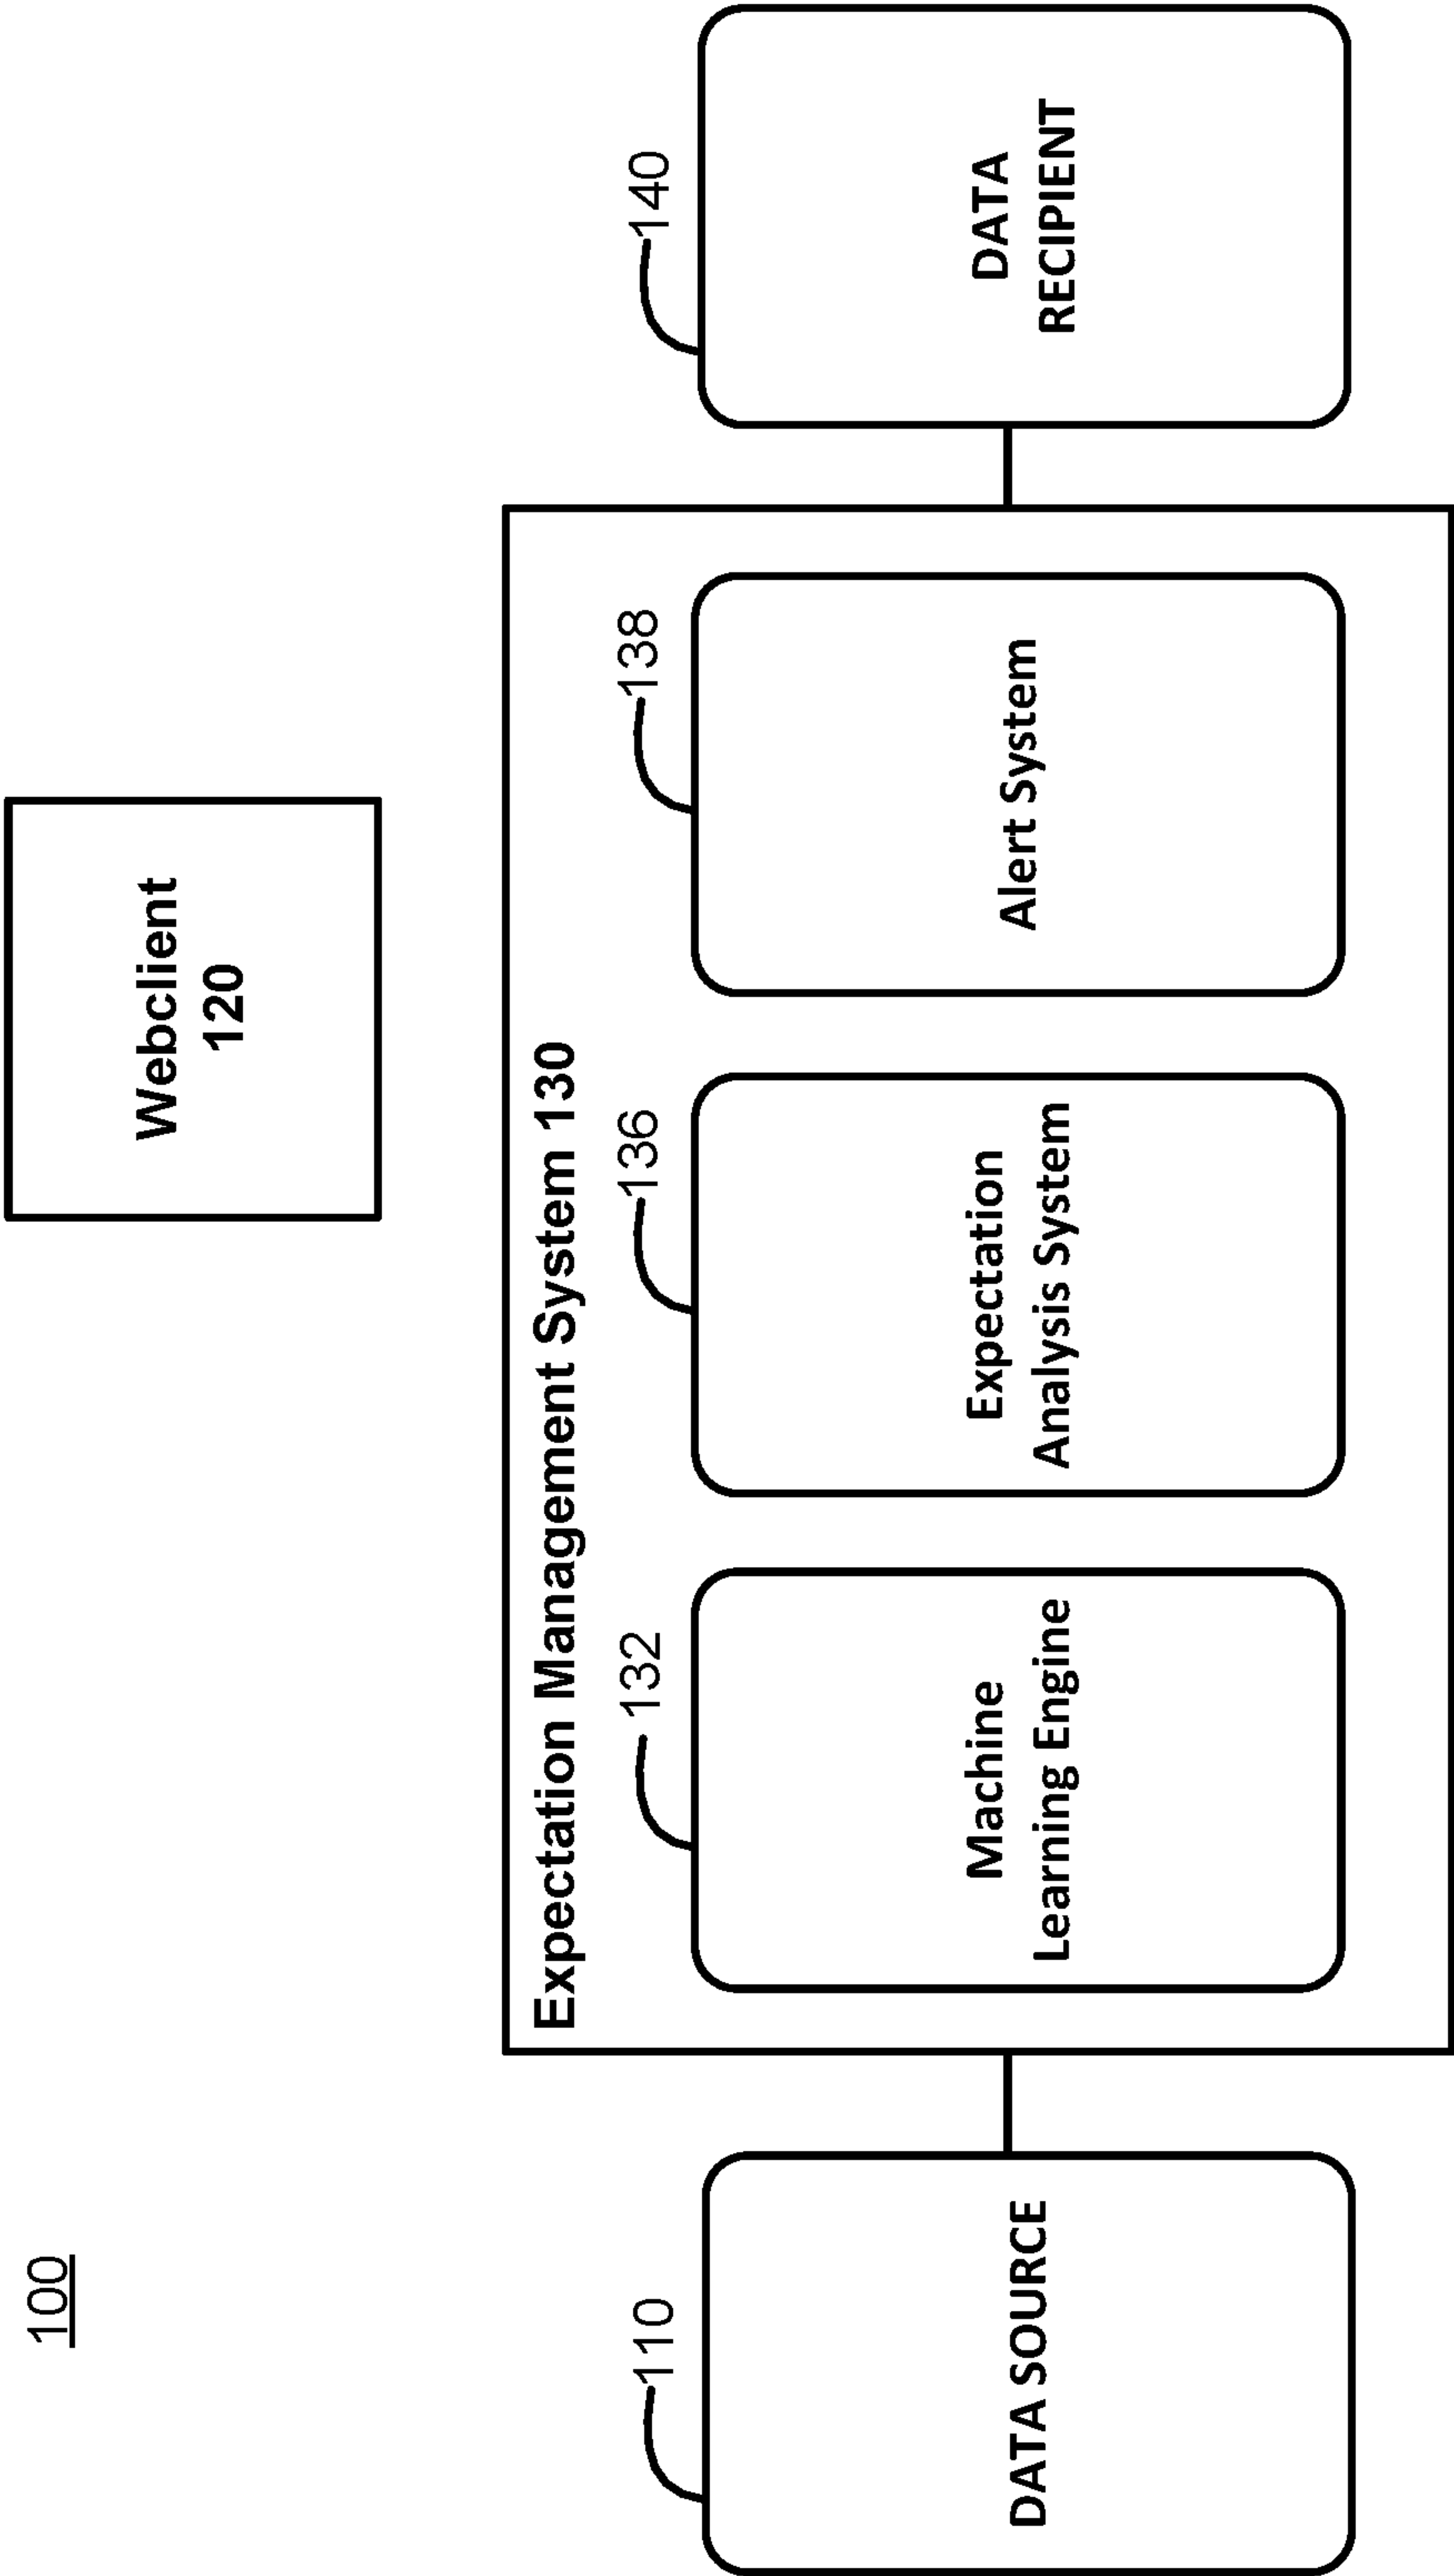 100
Webclient
120
Expectation Management System 130
110
132
136
138
140
DATA SOURCE
Machine
Learning Engine
Expectation
Analysis System
Alert System
DATA
RECIPIENT